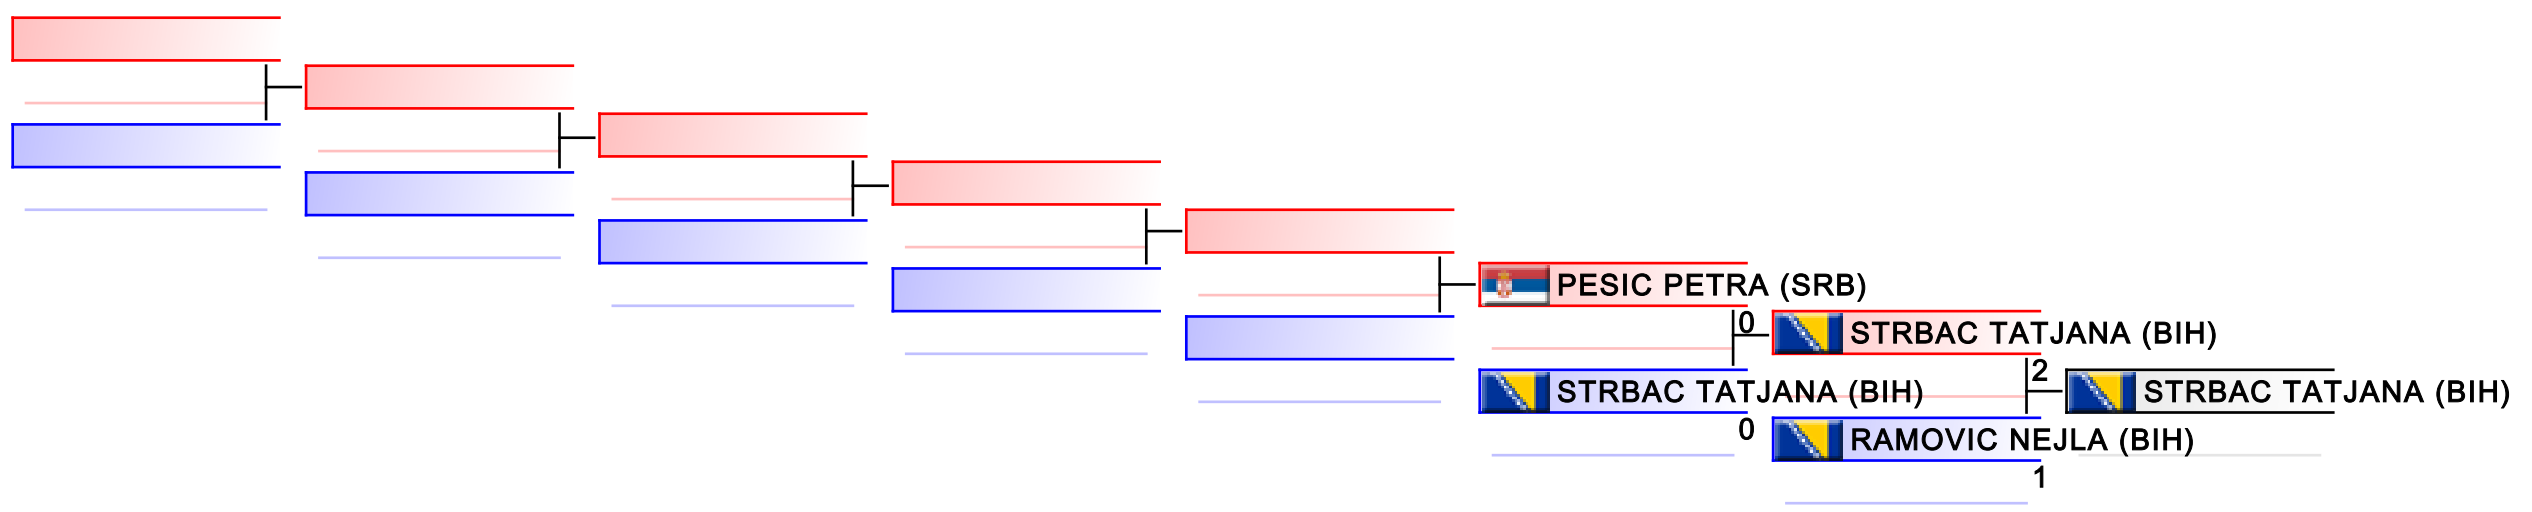 PESIC PETRA (SRB)
0
STRBAC TATJANA (BIH)
0
STRBAC TATJANA (BIH)
2
RAMOVIC NEJLA (BIH)
1
STRBAC TATJANA (BIH)